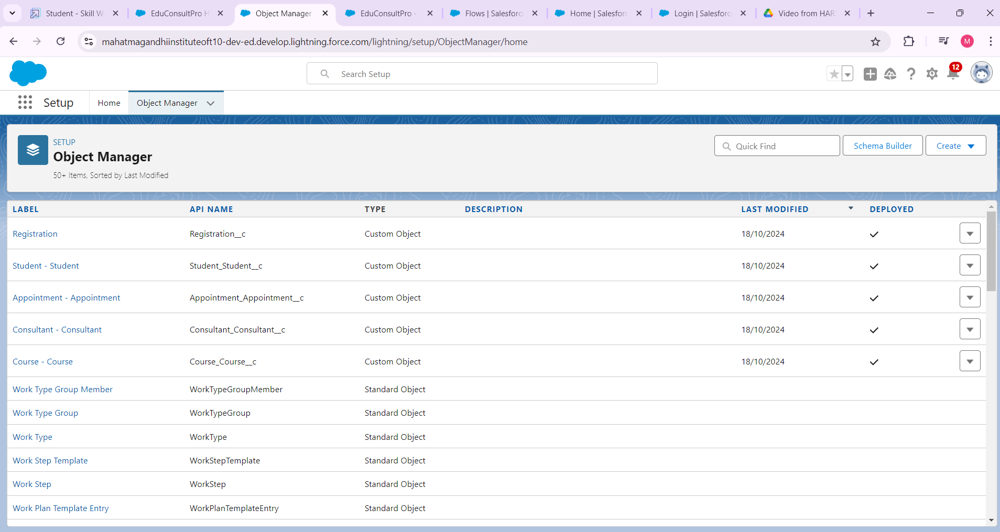 Student - Skill W
EduConsultPro H
Object Manager
EduConsultPro -
Flows | Salesforc
Home | Salesforc
Login | Salesforc
Video from HAR
mahatmagandhiinstituteoft10-dev-ed.develop.lightning.force.com/lightning/setup/ObjectManager/home
M
Search Setup
12
Setup
Home
Object Manager
SETUP
Object Manager
50+ Items, Sorted by Last Modified
Quick Find
Schema Builder
Create
LABEL API NAME TYPE DESCRIPTION LAST MODIFIED DEPLOYED
Registration Registration__c Custom Object 18/10/2024
Student - Student Student_Student__c Custom Object 18/10/2024
Appointment - Appointment Appointment_Appointment__c Custom Object 18/10/2024
Consultant - Consultant Consultant_Consultant__c Custom Object 18/10/2024
Course - Course Course_Course__c Custom Object 18/10/2024
Work Type Group Member WorkTypeGroupMember Standard Object
Work Type Group WorkTypeGroup Standard Object
Work Type WorkType Standard Object
Work Step Template WorkStepTemplate Standard Object
Work Step WorkStep Standard Object
Work Plan Template Entry WorkPlanTemplateEntry Standard Object